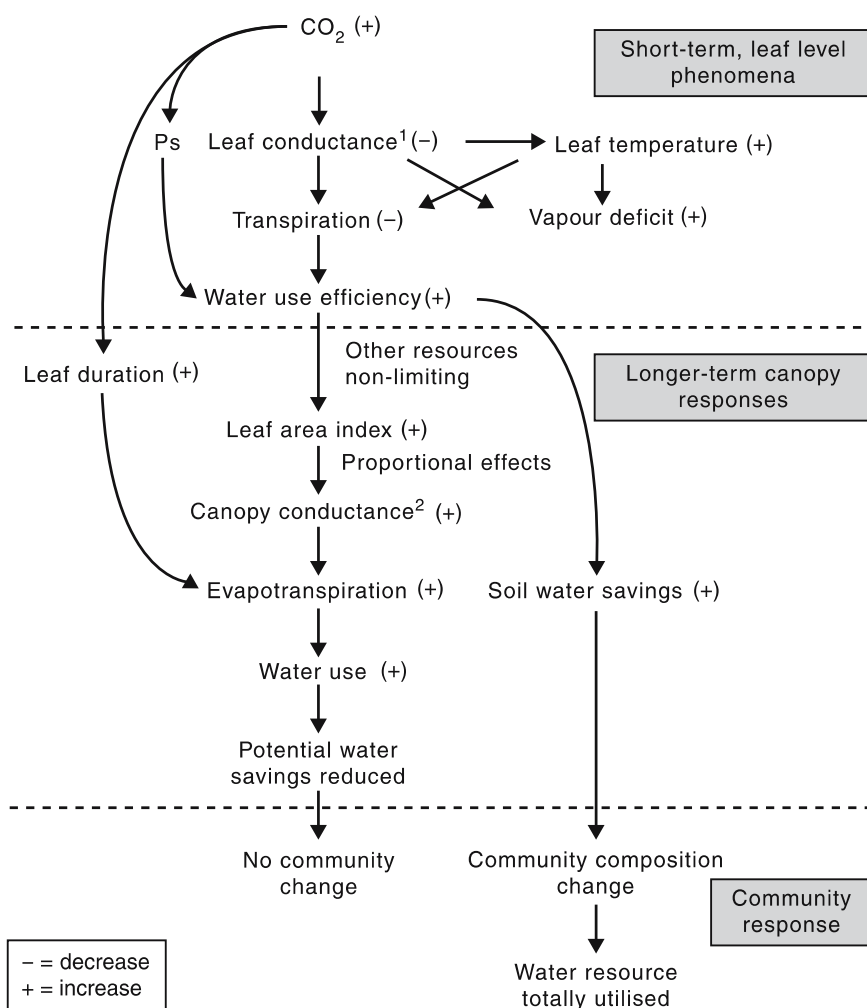 CO2 (+)
Short-term, leaf level
phenomena
Ps
Leaf conductance1 (−)
Leaf temperature (+)
Transpiration (−)
Vapour deficit (+)
Water use efficiency (+)
Other resources
non-limiting
Leaf duration (+)
Longer-term canopy
responses
Leaf area index (+)
Proportional effects
Canopy conductance2 (+)
Evapotranspiration (+)
Soil water savings (+)
Water use (+)
Potential water
savings reduced
No community
change
Community composition
change
Community
response
− = decrease
+ = increase
Water resource
totally utilised